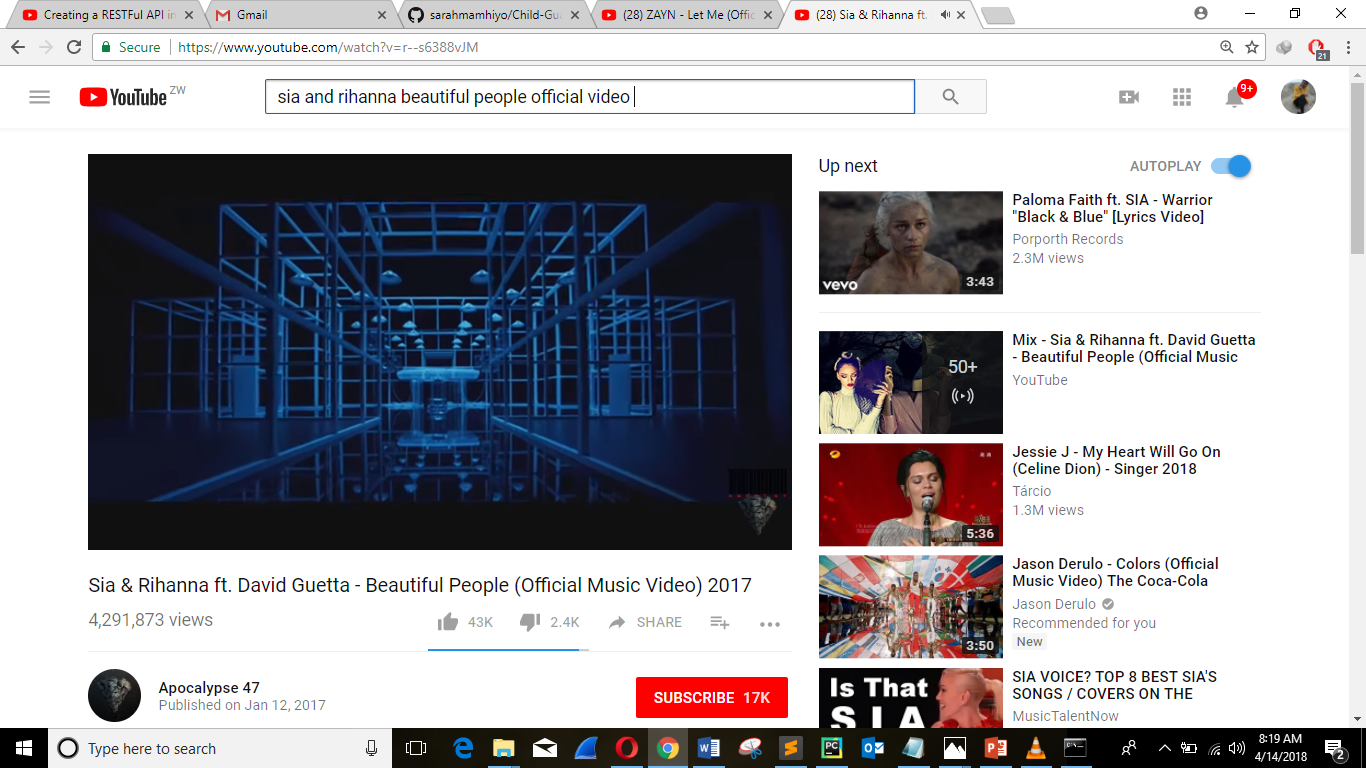 Creating a RESTFul API in
Gmail
sarahmamhiyo/Child-Gua
(28) ZAYN - Let Me (Offic
(28) Sia & Rihanna ft.
Secure
https://www.youtube.com/watch?v=r--s6388vJM
21
YouTube ZW
sia and rihanna beautiful people official video
9+
Sia & Rihanna ft. David Guetta - Beautiful People (Official Music Video) 2017
4,291,873 views
43K
2.4K
SHARE
Apocalypse 47
Published on Jan 12, 2017
SUBSCRIBE 17K
Up next
AUTOPLAY
vevo
3:43
Paloma Faith ft. SIA - Warrior
"Black & Blue" [Lyrics Video]
Porporth Records
2.3M views
50+
Mix - Sia & Rihanna ft. David Guetta
- Beautiful People (Official Music
YouTube
5:36
Jessie J - My Heart Will Go On
(Celine Dion) - Singer 2018
Tárcio
1.3M views
3:50
Jason Derulo - Colors (Official
Music Video) The Coca-Cola
Jason Derulo
Recommended for you
New
Is That
SIA
SIA VOICE? TOP 8 BEST SIA'S
SONGS / COVERS ON THE
MusicTalentNow
Type here to search
8:19 AM
4/14/2018
2